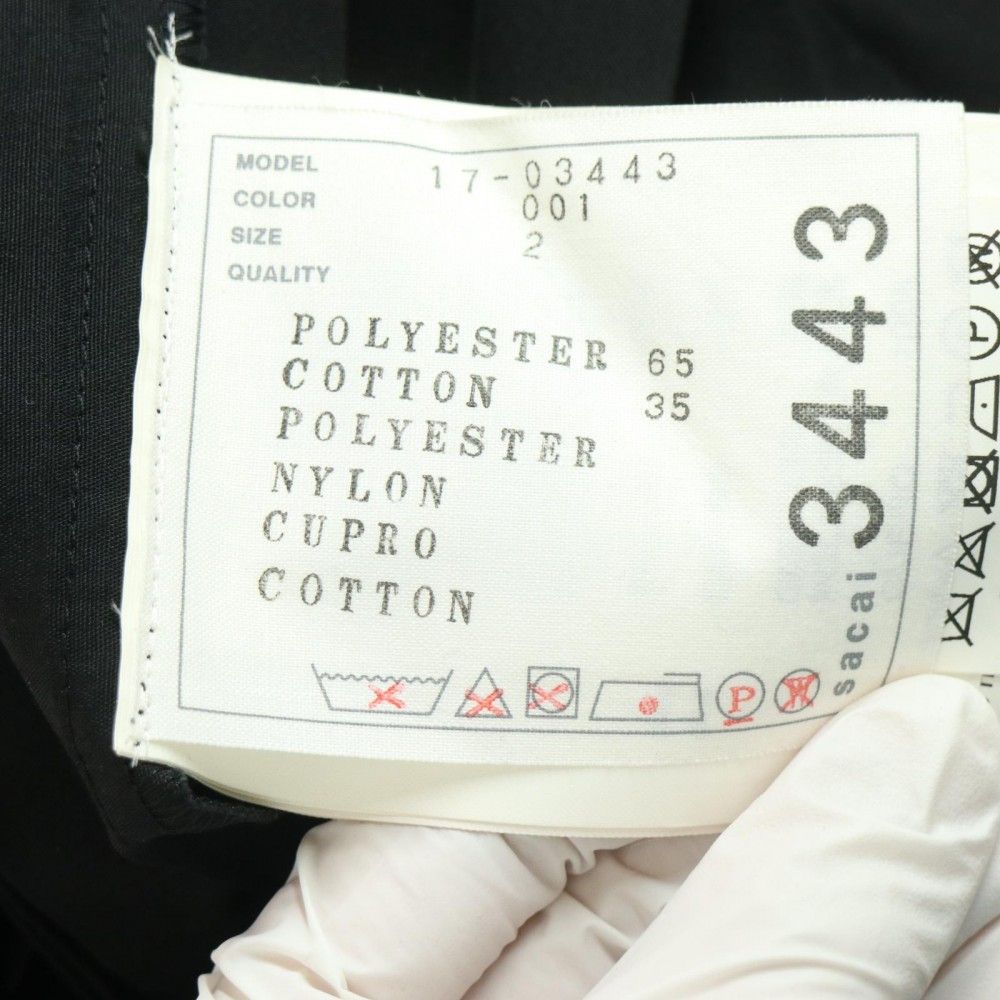 MODEL 17-03443
COLOR 001
SIZE 2
QUALITY
POLYESTER 65
COTTON 35
POLYESTER
NYLON
CUPRO
COTTON
P W
sacai 3443